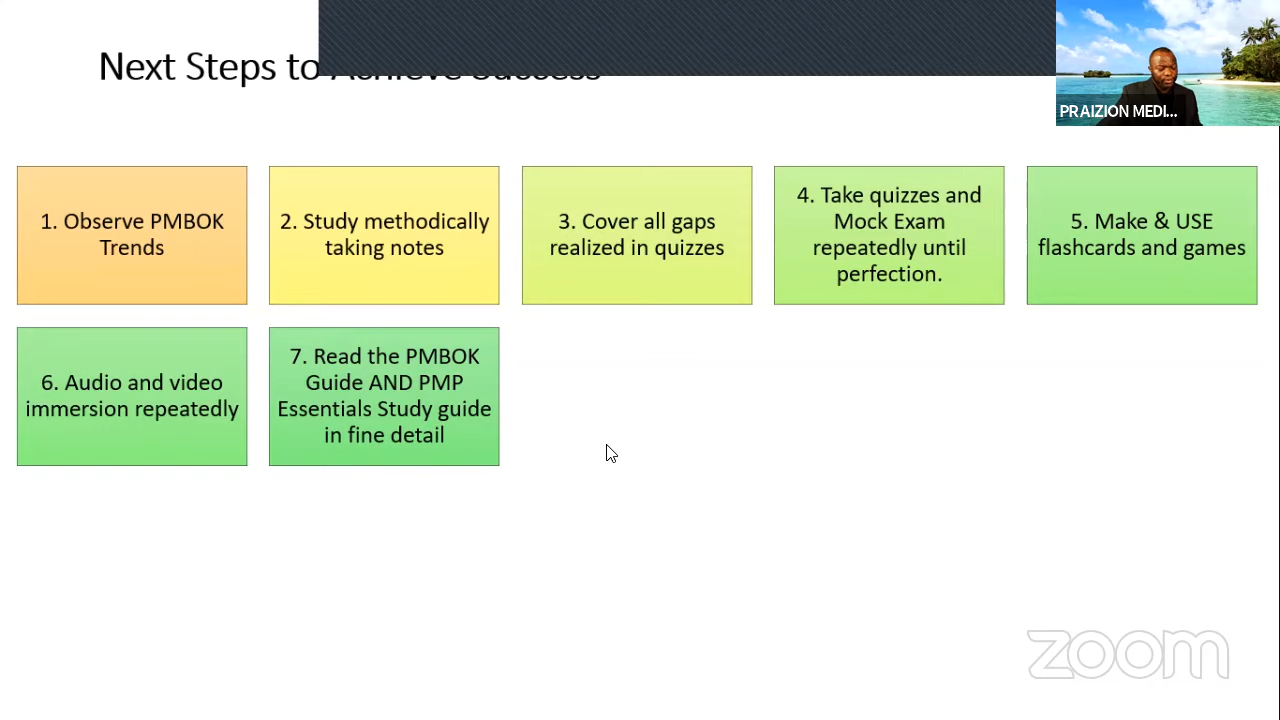 Next Steps to Achieve Success
PRAIZION MEDI...
1. Observe PMBOK
Trends
2. Study methodically
taking notes
3. Cover all gaps
realized in quizzes
4. Take quizzes and
Mock Exam
repeatedly until
perfection.
5. Make & USE
flashcards and games
6. Audio and video
immersion repeatedly
7. Read the PMBOK
Guide AND PMP
Essentials Study guide
in fine detail
zoom